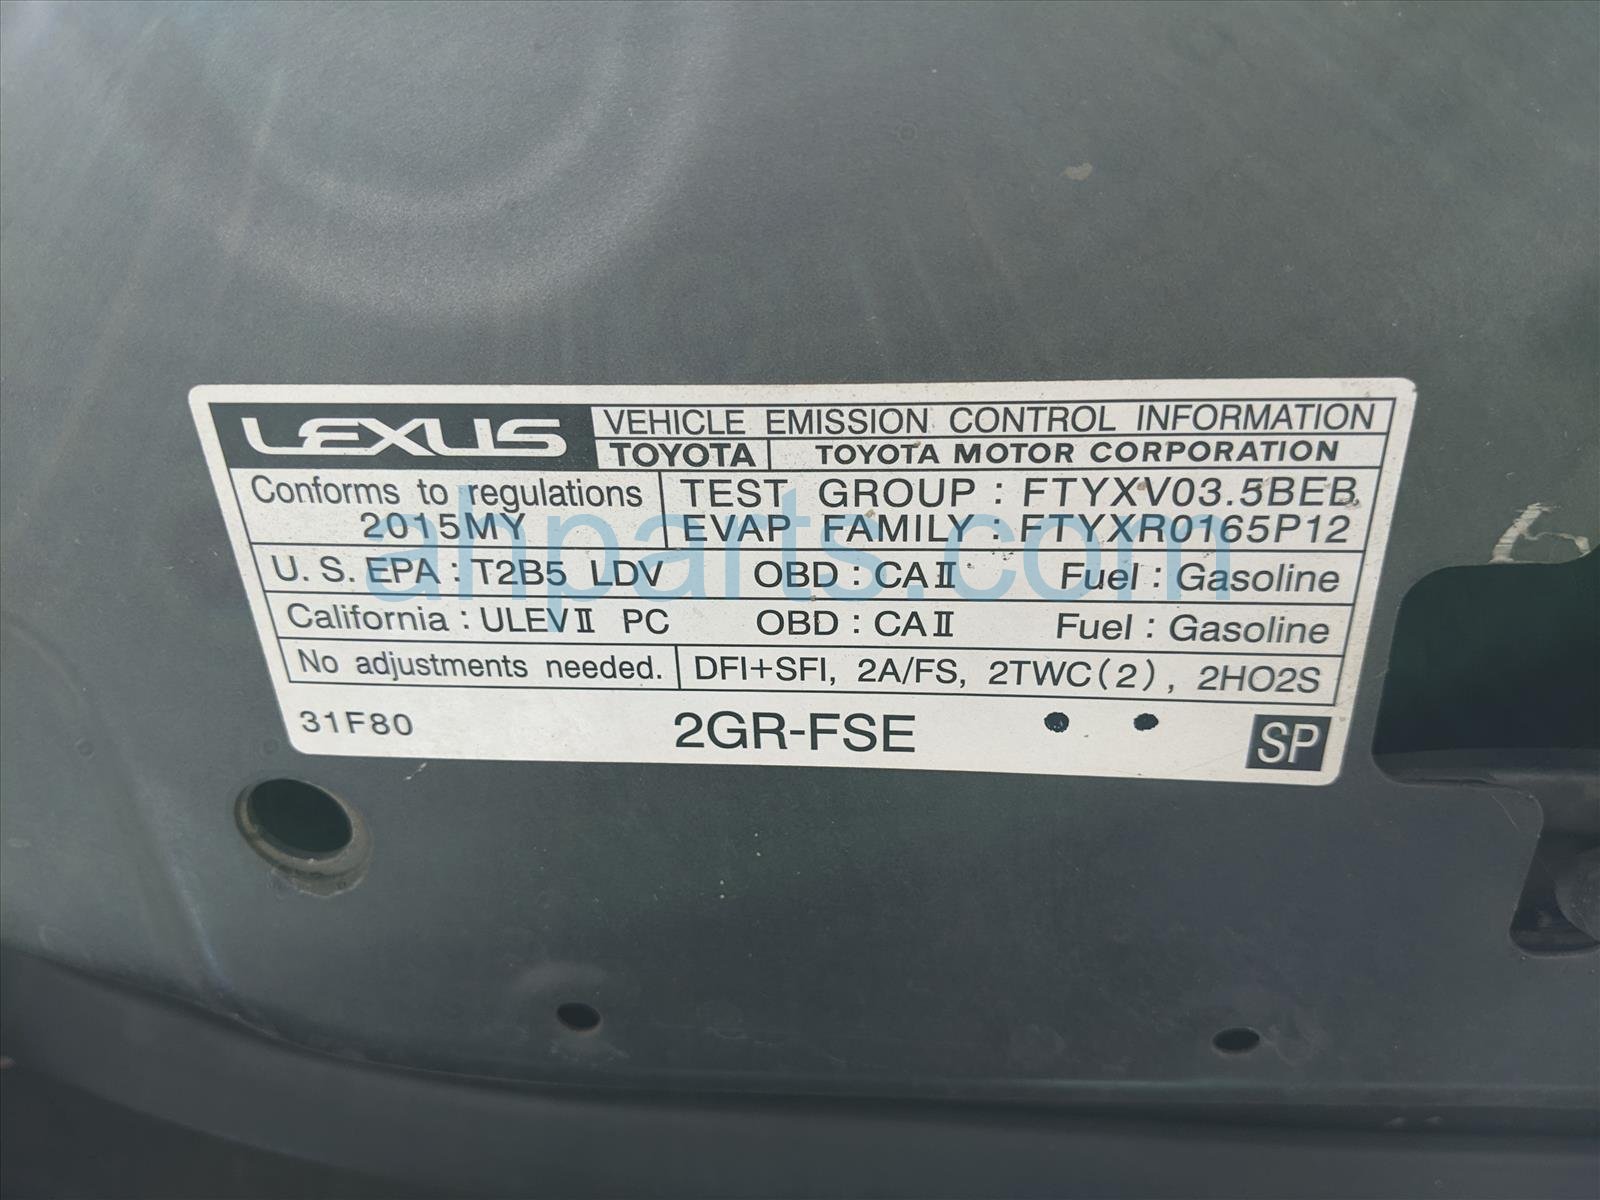 LEXUS VEHICLE EMISSION CONTROL INFORMATION
TOYOTA TOYOTA MOTOR CORPORATION
Conforms to regulations TEST GROUP : FTYXV03.5BEB
2015MY EVAP FAMILY : FTYXR0165P12
U. S. EPA : T2B5 LDV OBD : CAⅡ Fuel : Gasoline
California : ULEVⅡ PC OBD : CAⅡ Fuel : Gasoline
No adjustments needed. DFI+SFI, 2A/FS, 2TWC(2), 2HO2S
31F80 2GR-FSE SP
ahparts.com